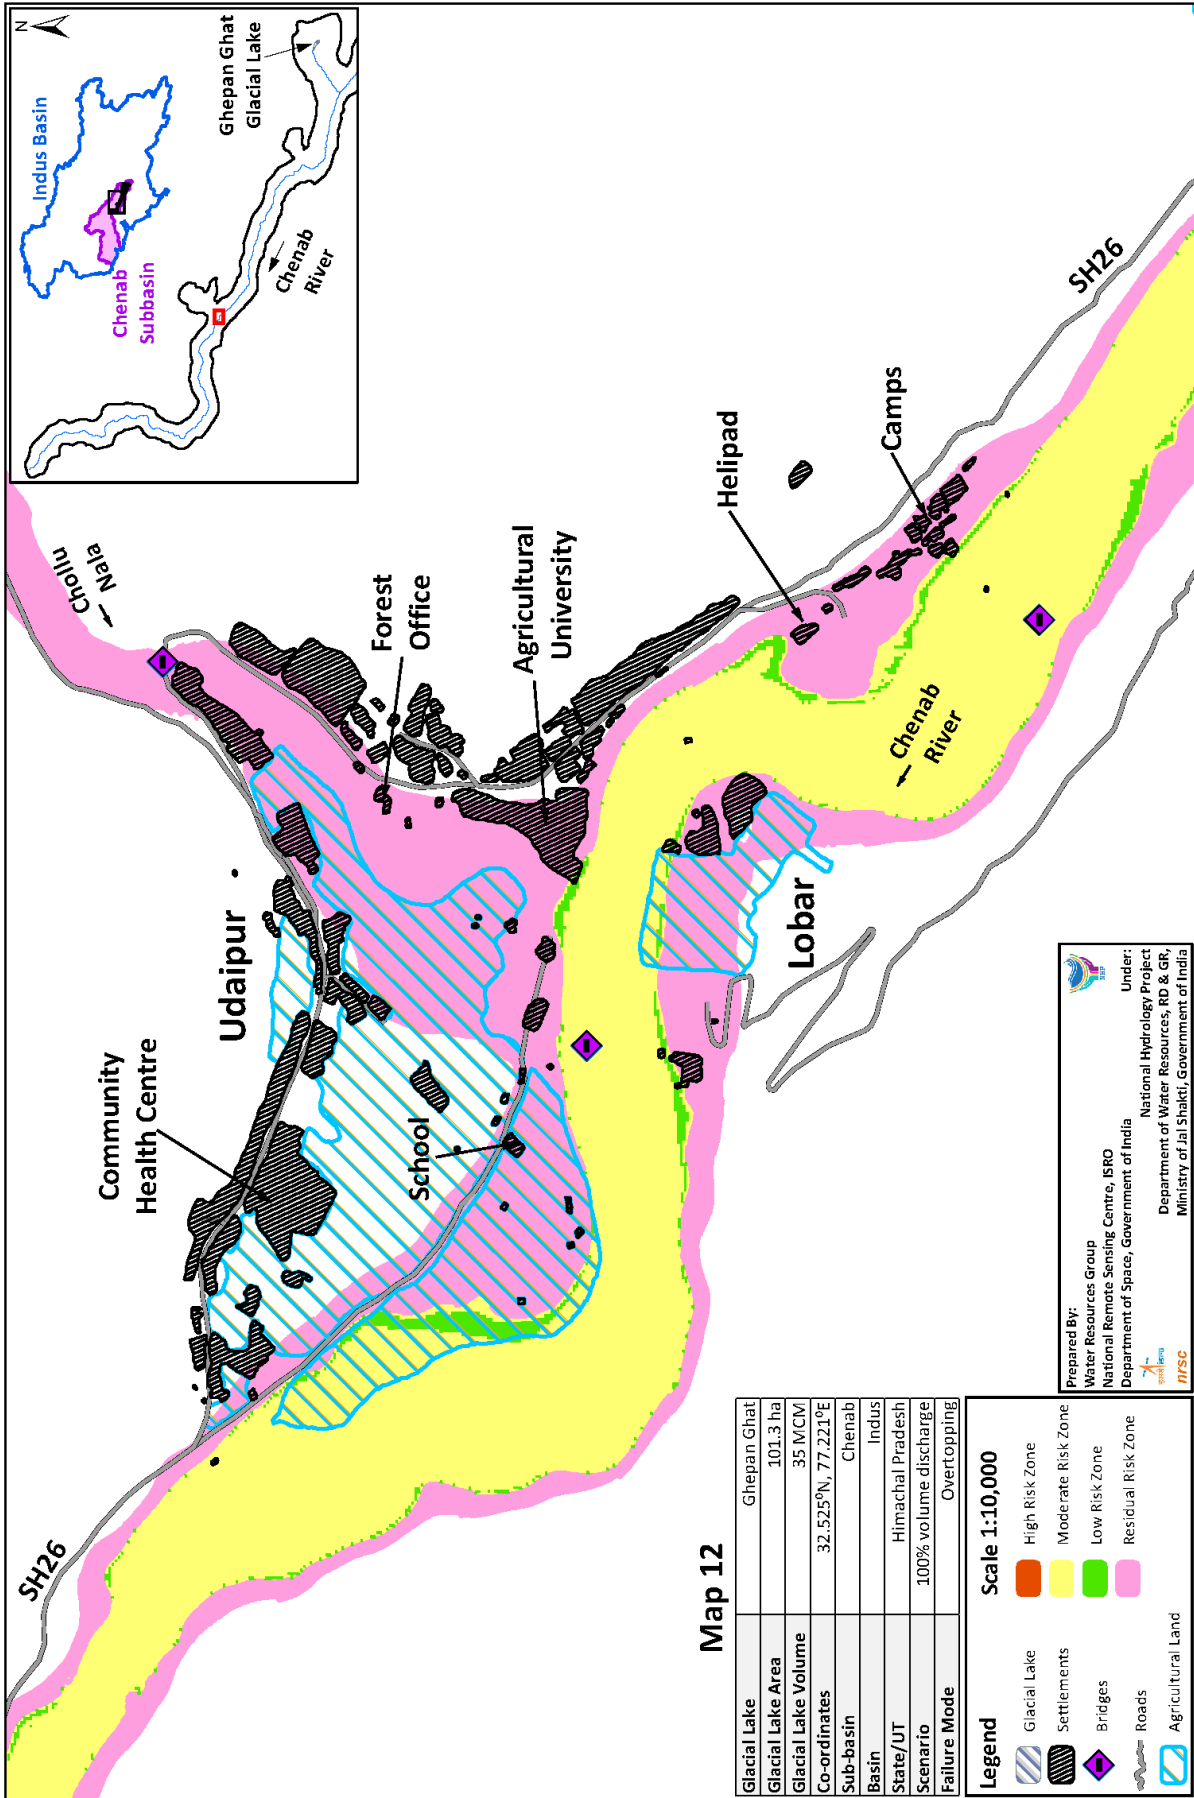 N
Indus Basin
Chenab
Subbasin
Ghepan Ghat
Glacial Lake
Chenab
River
SH26
Community
Health Centre
Udaipur
Chollu
Nala
School
Forest
Office
Agricultural
University
Helipad
Camps
SH26
Chenab
River
Lobar
Map 12
Glacial Lake Ghepan Ghat
Glacial Lake Area 101.3 ha
Glacial Lake Volume 35 MCM
Co-ordinates 32.525°N, 77.221°E
Sub-basin Chenab
Basin Indus
State/UT Himachal Pradesh
Scenario 100% volume discharge
Failure Mode Overtopping
Legend
Scale 1:10,000
Glacial Lake
Settlements
Bridges
Roads
Agricultural Land
High Risk Zone
Moderate Risk Zone
Low Risk Zone
Residual Risk Zone
Prepared By:
Water Resources Group
National Remote Sensing Centre, ISRO
Department of Space, Government of India
nrsc
Under:
National Hydrology Project
Department of Water Resources, RD & GR,
Ministry of Jal Shakti, Government of India